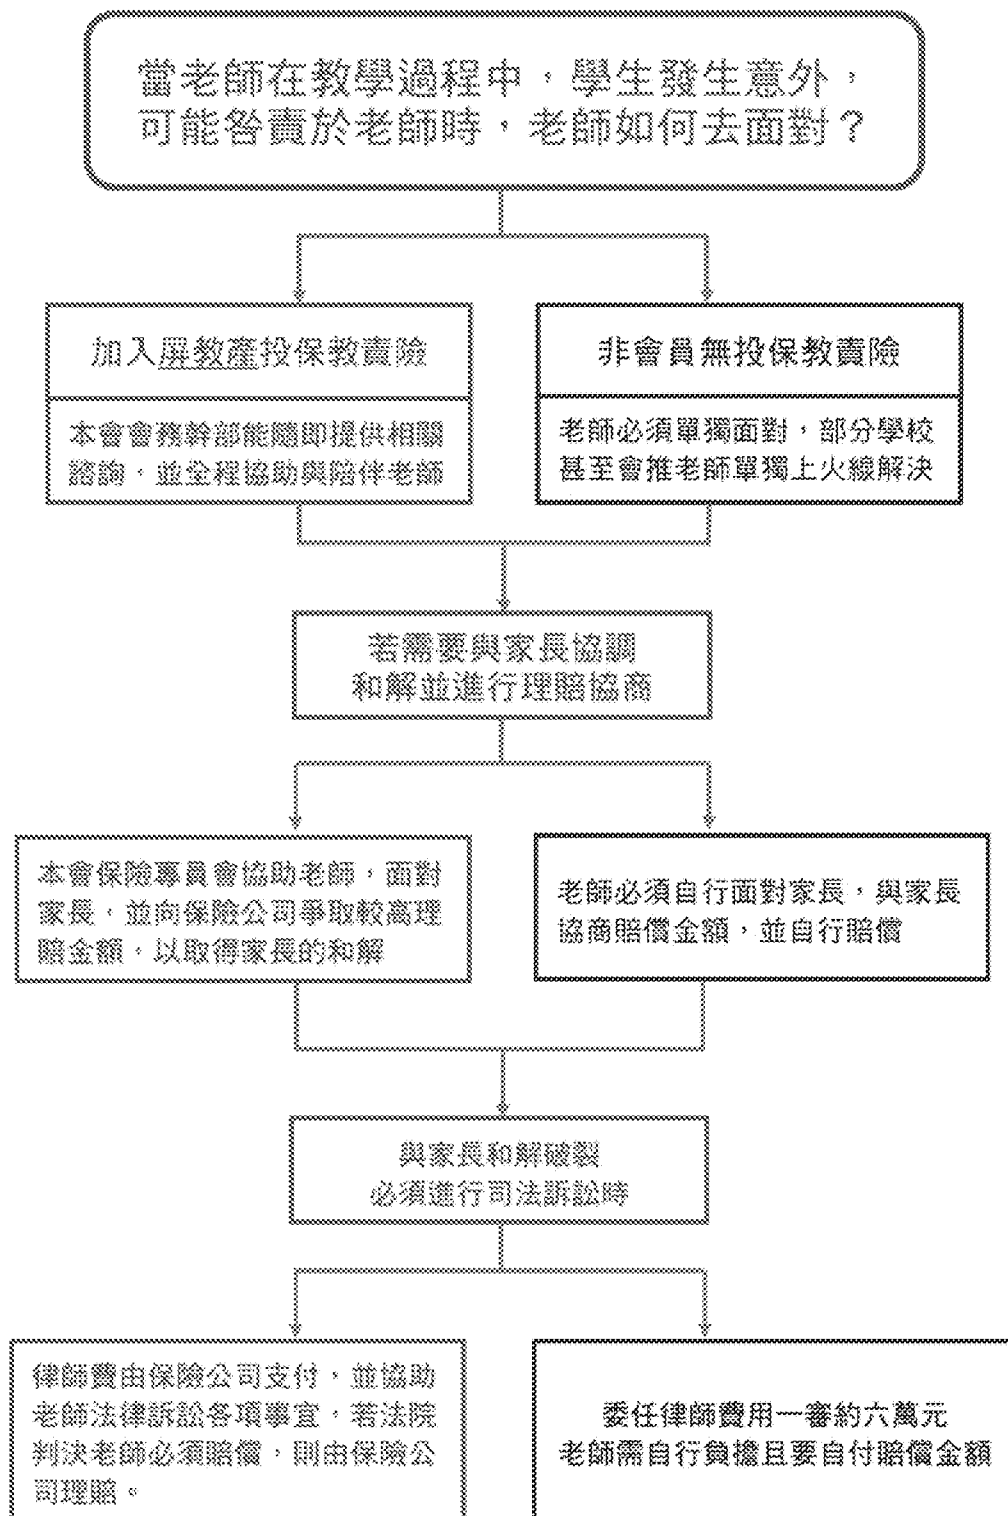 當老師在教學過程中，學生發生意外，
可能咎責於老師時，老師如何去面對？
加入屏教產投保教責險
非會員無投保教責險
本會會務幹部能隨即提供相關
諮詢，並全程協助與陪伴老師
老師必須單獨面對，部分學校
甚至會推老師單獨上火線解決
若需要與家長協調
和解並進行理賠協商
本會保險專員會協助老師，面對
家長，並向保險公司爭取較高理
賠金額，以取得家長的和解
老師必須自行面對家長，與家長
協商賠償金額，並自行賠償
與家長和解破裂
必須進行司法訴訟時
律師費由保險公司支付，並協助
老師法律訴訟各項事宜，若法院
判決老師必須賠償，則由保險公
司理賠。
委任律師費用一審約六萬元
老師需自行負擔且要自付賠償金額